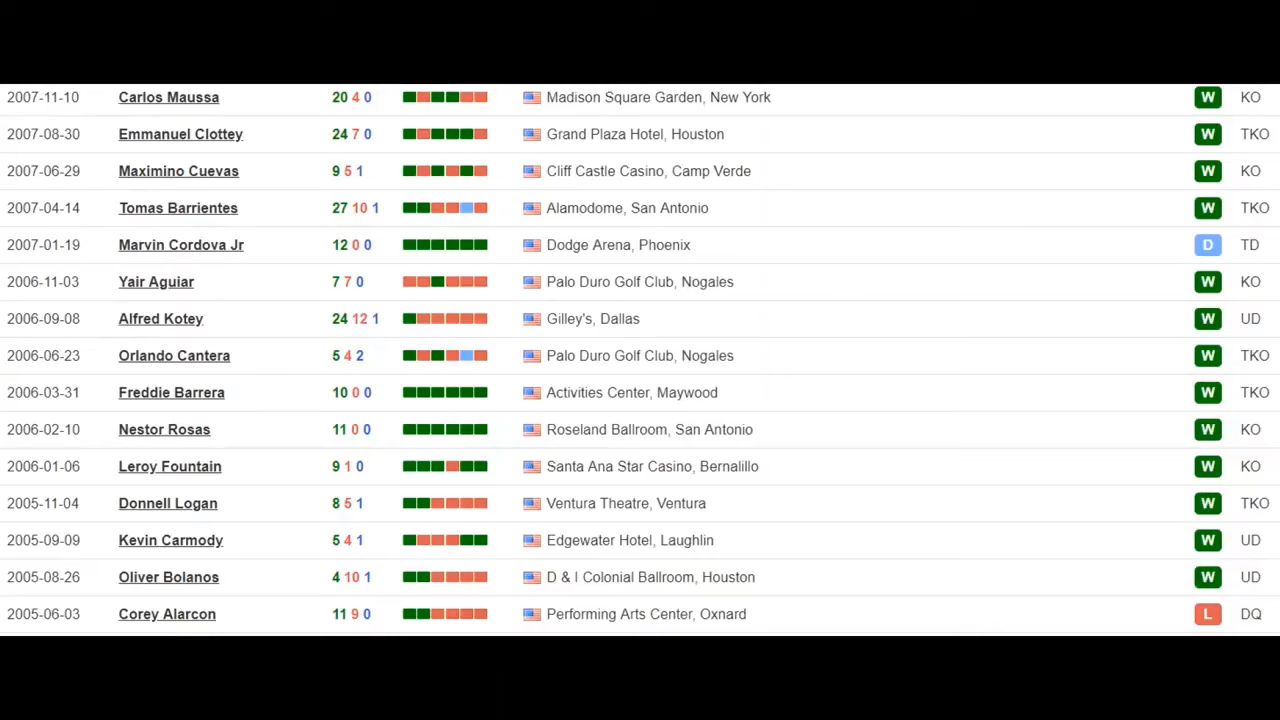 2007-11-10 Carlos Maussa 20 4 0 Madison Square Garden, New York W KO
2007-08-30 Emmanuel Clottey 24 7 0 Grand Plaza Hotel, Houston W TKO
2007-06-29 Maximino Cuevas 9 5 1 Cliff Castle Casino, Camp Verde W KO
2007-04-14 Tomas Barrientes 27 10 1 Alamodome, San Antonio W TKO
2007-01-19 Marvin Cordova Jr 12 0 0 Dodge Arena, Phoenix D TD
2006-11-03 Yair Aguiar 7 7 0 Palo Duro Golf Club, Nogales W KO
2006-09-08 Alfred Kotey 24 12 1 Gilley's, Dallas W UD
2006-06-23 Orlando Cantera 5 4 2 Palo Duro Golf Club, Nogales W TKO
2006-03-31 Freddie Barrera 10 0 0 Activities Center, Maywood W TKO
2006-02-10 Nestor Rosas 11 0 0 Roseland Ballroom, San Antonio W KO
2006-01-06 Leroy Fountain 9 1 0 Santa Ana Star Casino, Bernalillo W KO
2005-11-04 Donnell Logan 8 5 1 Ventura Theatre, Ventura W TKO
2005-09-09 Kevin Carmody 5 4 1 Edgewater Hotel, Laughlin W UD
2005-08-26 Oliver Bolanos 4 10 1 D & I Colonial Ballroom, Houston W UD
2005-06-03 Corey Alarcon 11 9 0 Performing Arts Center, Oxnard L DQ